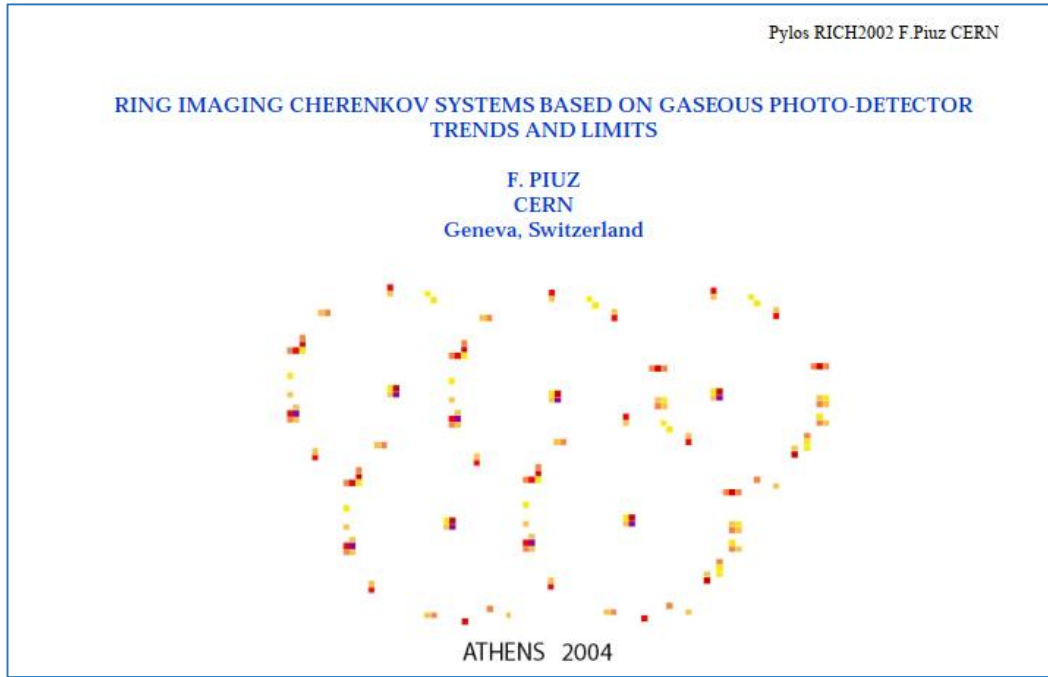 Pylos RICH2002 F.Piuz CERN
RING IMAGING CHERENKOV SYSTEMS BASED ON GASEOUS PHOTO-DETECTOR
TRENDS AND LIMITS
F. PIUZ
CERN
Geneva, Switzerland
ATHENS 2004